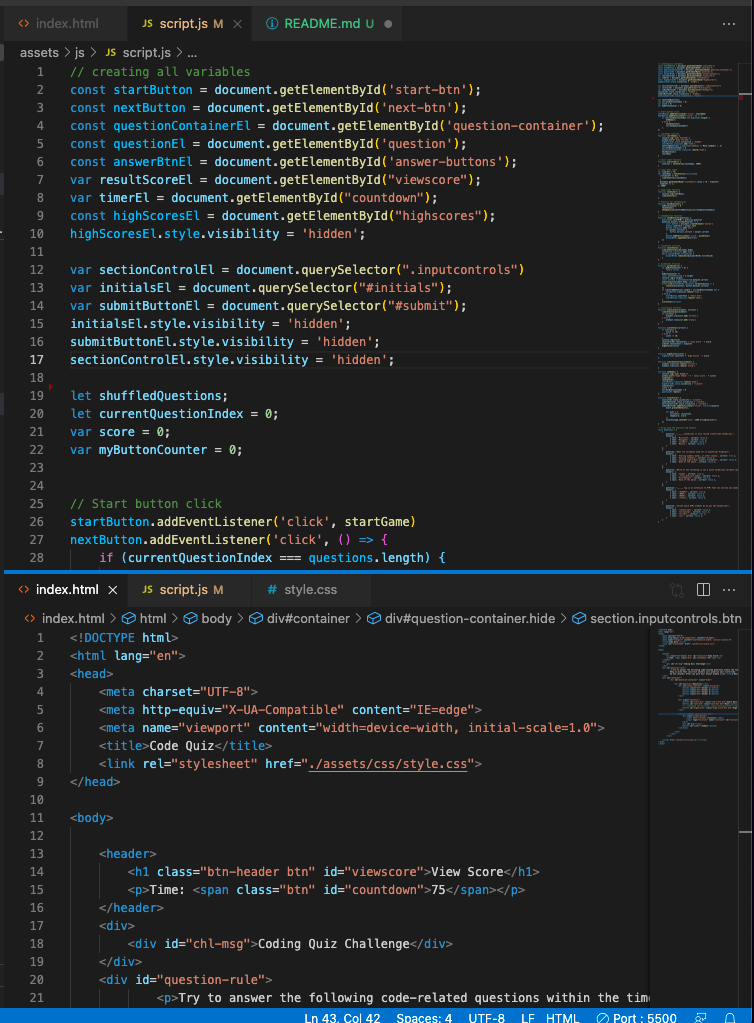 <> index.html JS script.js M × ⓘ README.md U ● ···
assets > js > JS script.js > ...
1 // creating all variables
2 const startButton = document.getElementById('start-btn');
3 const nextButton = document.getElementById('next-btn');
4 const questionContainerEl = document.getElementById('question-container');
5 const questionEl = document.getElementById('question');
6 const answerBtnEl = document.getElementById('answer-buttons');
7 var resultScoreEl = document.getElementById("viewscore");
8 var timerEl = document.getElementById("countdown");
9 const highScoresEl = document.getElementById("highscores");
10 highScoresEl.style.visibility = 'hidden';
11
12 var sectionControlEl = document.querySelector(".inputcontrols")
13 var initialsEl = document.querySelector("#initials");
14 var submitButtonEl = document.querySelector("#submit");
15 initialsEl.style.visibility = 'hidden';
16 submitButtonEl.style.visibility = 'hidden';
17 sectionControlEl.style.visibility = 'hidden';
18
19 let shuffledQuestions;
20 let currentQuestionIndex = 0;
21 var score = 0;
22 var myButtonCounter = 0;
23
24
25 // Start button click
26 startButton.addEventListener('click', startGame)
27 nextButton.addEventListener('click', () => {
28 if (currentQuestionIndex === questions.length) {
<> index.html × JS script.js M # style.css ···
<> index.html > html > body > div#container > div#question-container.hide > section.inputcontrols.btn
1 <!DOCTYPE html>
2 <html lang="en">
3 <head>
4 <meta charset="UTF-8">
5 <meta http-equiv="X-UA-Compatible" content="IE=edge">
6 <meta name="viewport" content="width=device-width, initial-scale=1.0">
7 <title>Code Quiz</title>
8 <link rel="stylesheet" href="./assets/css/style.css">
9 </head>
10
11 <body>
12
13 <header>
14 <h1 class="btn-header btn" id="viewscore">View Score</h1>
15 <p>Time: <span class="btn" id="countdown">75</span></p>
16 </header>
17 <div>
18 <div id="chl-msg">Coding Quiz Challenge</div>
19 </div>
20 <div id="question-rule">
21 <p>Try to answer the following code-related questions within the tim
Ln 43, Col 42 Spaces: 4 UTF-8 LF HTML Port : 5500